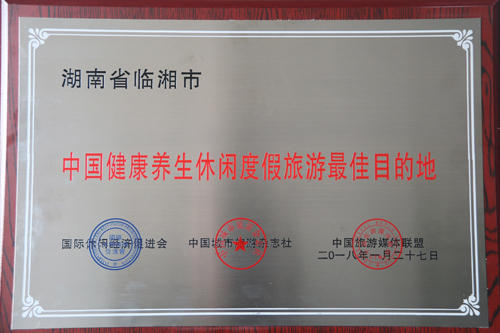 湖南省临湘市
中国健康养生休闲度假旅游最佳目的地
国际休闲经济促进会 中国城市旅游杂志社 中国旅游媒体联盟
二〇一八年一月二十七日